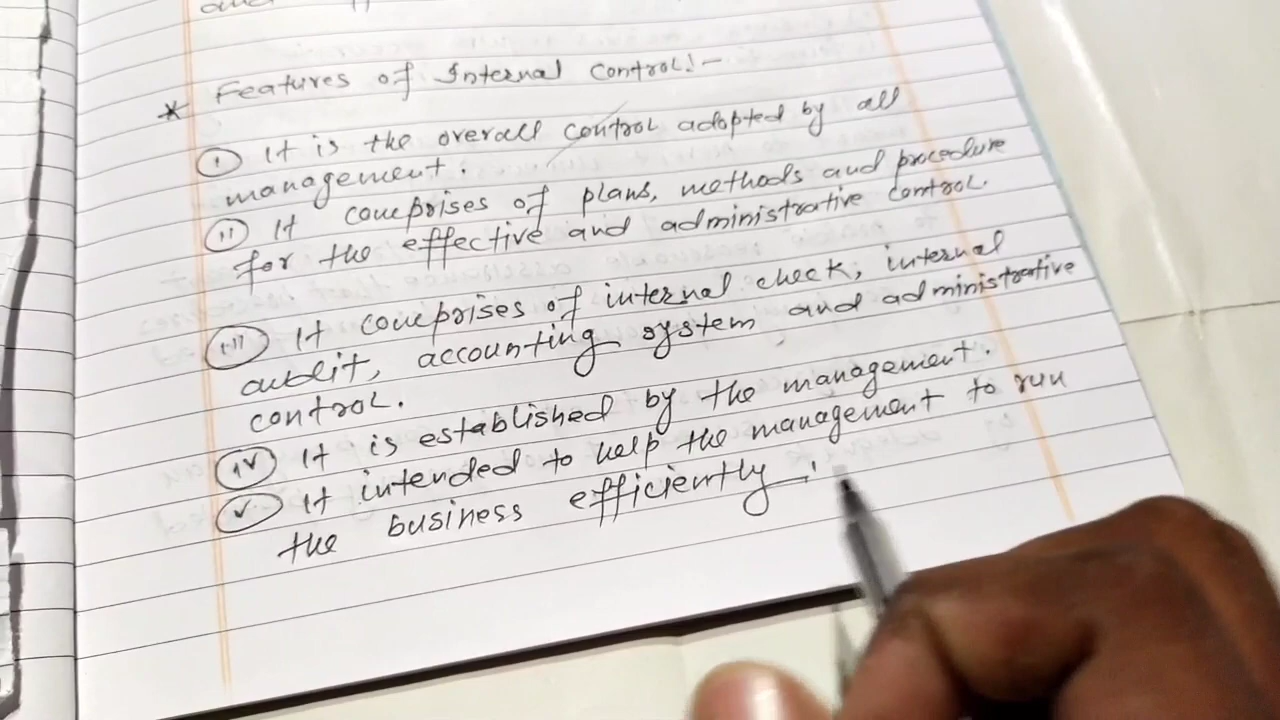 * Features of Internal Control:-
(i) It is the overall control adopted by all
management.
(ii) It comprises of plans, methods and procedure
for the effective and administrative control.
(iii) It comprises of internal check, internal
audit, accounting system and administrative
control.
(iv) It is established by the management.
(v) It intended to help the management to run
the business efficiently.